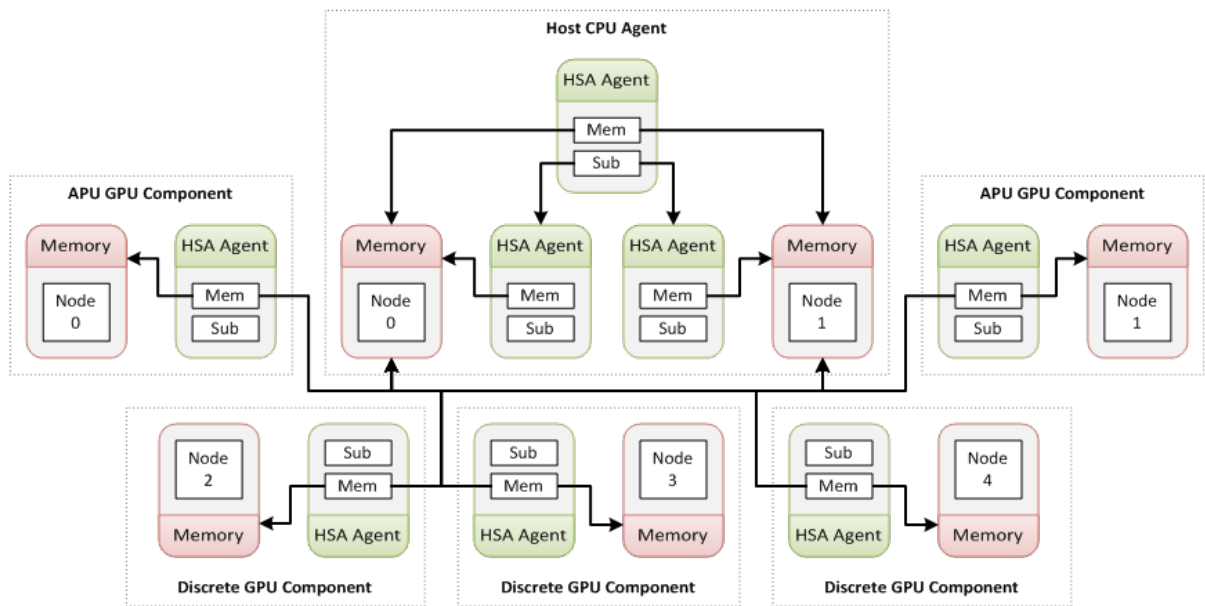 Host CPU Agent
HSA Agent
Mem
Sub
APU GPU Component
Memory
Node
0
HSA Agent
Mem
Sub
Memory
Node
0
HSA Agent
Mem
Sub
HSA Agent
Mem
Sub
Memory
Node
1
APU GPU Component
HSA Agent
Mem
Sub
Memory
Node
1
Node
2
Memory
Sub
Mem
HSA Agent
Discrete GPU Component
Sub
Mem
HSA Agent
Node
3
Memory
Discrete GPU Component
Sub
Mem
HSA Agent
Node
4
Memory
Discrete GPU Component